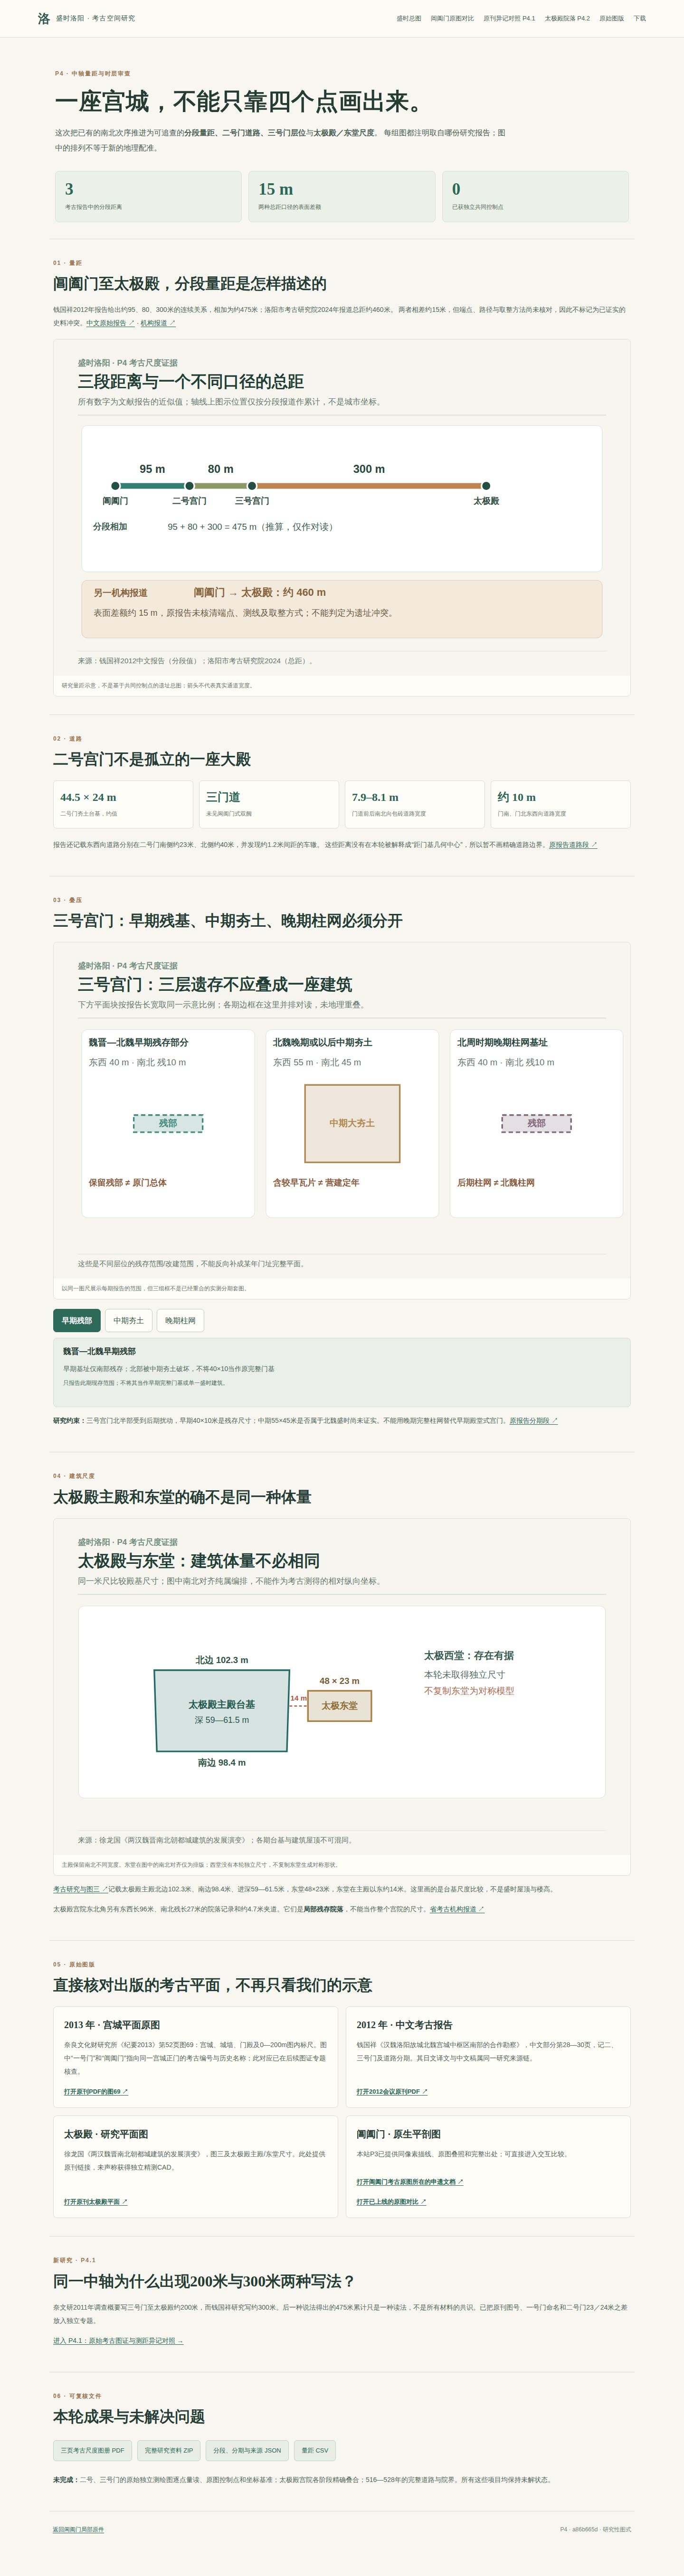 洛 盛时洛阳 · 考古空间研究
盛时总图 阊阖门原图对比 原刊异记对照 P4.1 太极殿院落 P4.2 原始图版 下载
P4 · 中轴量距与时层审查
一座宫城，不能只靠四个点画出来。
这次把已有的南北次序推进为可追查的分段量距、二号门道路、三号门层位与太极殿／东堂尺度。 每组图都注明取自哪份研究报告；图
中的排列不等于新的地理配准。
3
考古报告中的分段距离
15 m
两种总距口径的表面差额
0
已获独立共同控制点
01 · 量距
阊阖门至太极殿，分段量距是怎样描述的
钱国祥2012年报告给出约95、80、300米的连续关系，相加为约475米；洛阳市考古研究院2024年报道总距约460米。 两者相差约15米，但端点、路径与取整方法尚未核对，因此不标记为已证实的
史料冲突。中文原始报告 ↗ · 机构报道 ↗
盛时洛阳 · P4 考古尺度证据
三段距离与一个不同口径的总距
所有数字为文献报告的近似值；轴线上图示位置仅按分段报道作累计，不是城市坐标。
95 m 80 m 300 m
阊阖门 二号宫门 三号宫门 太极殿
分段相加 95 + 80 + 300 = 475 m（推算，仅作对读）
另一机构报道 阊阖门 → 太极殿：约 460 m
表面差额约 15 m，原报告未核清端点、测线及取整方式；不能判定为遗址冲突。
来源：钱国祥2012中文报告（分段值）；洛阳市考古研究院2024（总距）。
研究量距示意，不是基于共同控制点的遗址总图；箭头不代表真实通道宽度。
02 · 道路
二号宫门不是孤立的一座大殿
44.5 × 24 m
二号门夯土台基，约值
三门道
未见阊阖门式双阙
7.9–8.1 m
门道前后南北向包砖道路宽度
约 10 m
门南、门北东西向道路宽度
报告还记载东西向道路分别在二号门南侧约23米、北侧约40米，并发现约1.2米间距的车辙。 这些距离没有在本轮被解释成“距门基几何中心”，所以暂不画精确道路边界。原报告道路段 ↗
03 · 叠压
三号宫门：早期残基、中期夯土、晚期柱网必须分开
盛时洛阳 · P4 考古尺度证据
三号宫门：三层遗存不应叠成一座建筑
下方平面块按报告长宽取同一示意比例；各期边框在这里并排对读，未地理重叠。
魏晋—北魏早期残存部分
东西 40 m · 南北 残10 m
残部
保留残部 ≠ 原门总体
北魏晚期或以后中期夯土
东西 55 m · 南北 45 m
中期大夯土
含较早瓦片 ≠ 营建定年
北周时期晚期柱网基址
东西 40 m · 南北 残10 m
残部
后期柱网 ≠ 北魏柱网
这些是不同层位的残存范围/改建范围，不能反向补成某年门址完整平面。
以同一图尺展示每期报告的范围，但三组框不是已经重合的实测分期套图。
早期残部 中期夯土 晚期柱网
魏晋—北魏早期残部
早期基址仅南部残存；北部被中期夯土破坏，不将40×10当作原完整门基
只报告此期现存范围；不将其当作早期完整门基或单一盛时建筑。
研究约束：三号宫门北半部受到后期扰动，早期40×10米是残存尺寸；中期55×45米是否属于北魏盛时尚未证实。不能用晚期完整柱网替代早期殿堂式宫门。原报告分期段 ↗
04 · 建筑尺度
太极殿主殿和东堂的确不是同一种体量
盛时洛阳 · P4 考古尺度证据
太极殿与东堂：建筑体量不必相同
同一米尺比较殿基尺寸；图中南北对齐纯属编排，不能作为考古测得的相对纵向坐标。
北边 102.3 m
太极殿主殿台基
深 59—61.5 m
南边 98.4 m
14 m
48 × 23 m
太极东堂
太极西堂：存在有据
本轮未取得独立尺寸
不复制东堂为对称模型
来源：徐龙国《两汉魏晋南北朝都城建筑的发展演变》；各期台基与建筑屋顶不可混同。
主殿保留南北不同宽度。东堂在图中的南北对齐仅为排版；西堂没有本轮独立尺寸，不复制东堂生成对称形状。
考古研究与图三 ↗记载太极殿主殿北边102.3米、南边98.4米、进深59—61.5米，东堂48×23米，东堂在主殿以东约14米。这里画的是台基尺度比较，不是盛时屋顶与楼高。
太极殿宫院东北角另有东西长96米、南北残长27米的院落记录和约4.7米夹道。它们是局部残存院落，不能当作整个宫院的尺寸。省考古机构报道 ↗
05 · 原始图版
直接核对出版的考古平面，不再只看我们的示意
2013 年 · 宫城平面原图
奈良文化财研究所《纪要2013》第52页图69：宫城、城墙、门殿及0—200m图内标尺。图
中“一号门”和“阊阖门”指向同一宫城正门的考古编号与历史名称；此对应已在后续图证专题
核查。
打开原刊PDF的图69 ↗
2012 年 · 中文考古报告
钱国祥《汉魏洛阳故城北魏宫城中枢区南部的合作勘察》，中文部分第28—30页，记二、
三号门及道路分期。其日文译文与中文稿属同一研究来源链。
打开2012会议原刊PDF ↗
太极殿 · 研究平面图
徐龙国《两汉魏晋南北朝都城建筑的发展演变》，图三及太极殿主殿/东堂尺寸。此处提供
原刊链接，未声称获得独立精测CAD。
打开原刊太极殿平面 ↗
阊阖门 · 原生平剖图
本站P3已提供同像素描线、原图叠照和完整出处；可直接进入交互比较。
打开阊阖门考古原图所在的申遗文档 ↗
打开已上线的原图对比 ↗
新研究 · P4.1
同一中轴为什么出现200米与300米两种写法？
奈文研2011年调查概要写三号门至太极殿约200米，而钱国祥研究写约300米。后一种说法得出的475米累计只是一种读法，不是所有材料的共识。已把原刊图号、一号门命名和二号门23／24米之差
放入独立专题。
进入 P4.1：原始考古图证与测距异记对照 →
06 · 可复核文件
本轮成果与未解决问题
三页考古尺度图册 PDF 完整研究资料 ZIP 分段、分期与来源 JSON 量距 CSV
未完成：二号、三号门的原始独立测绘图逐点量读、原图控制点和坐标基准；太极殿宫院各阶段精确叠合；516—528年的完整道路与院界。所有这些项目均保持未解决状态。
返回阊阖门局部原件
P4 · a86b665d · 研究性图式